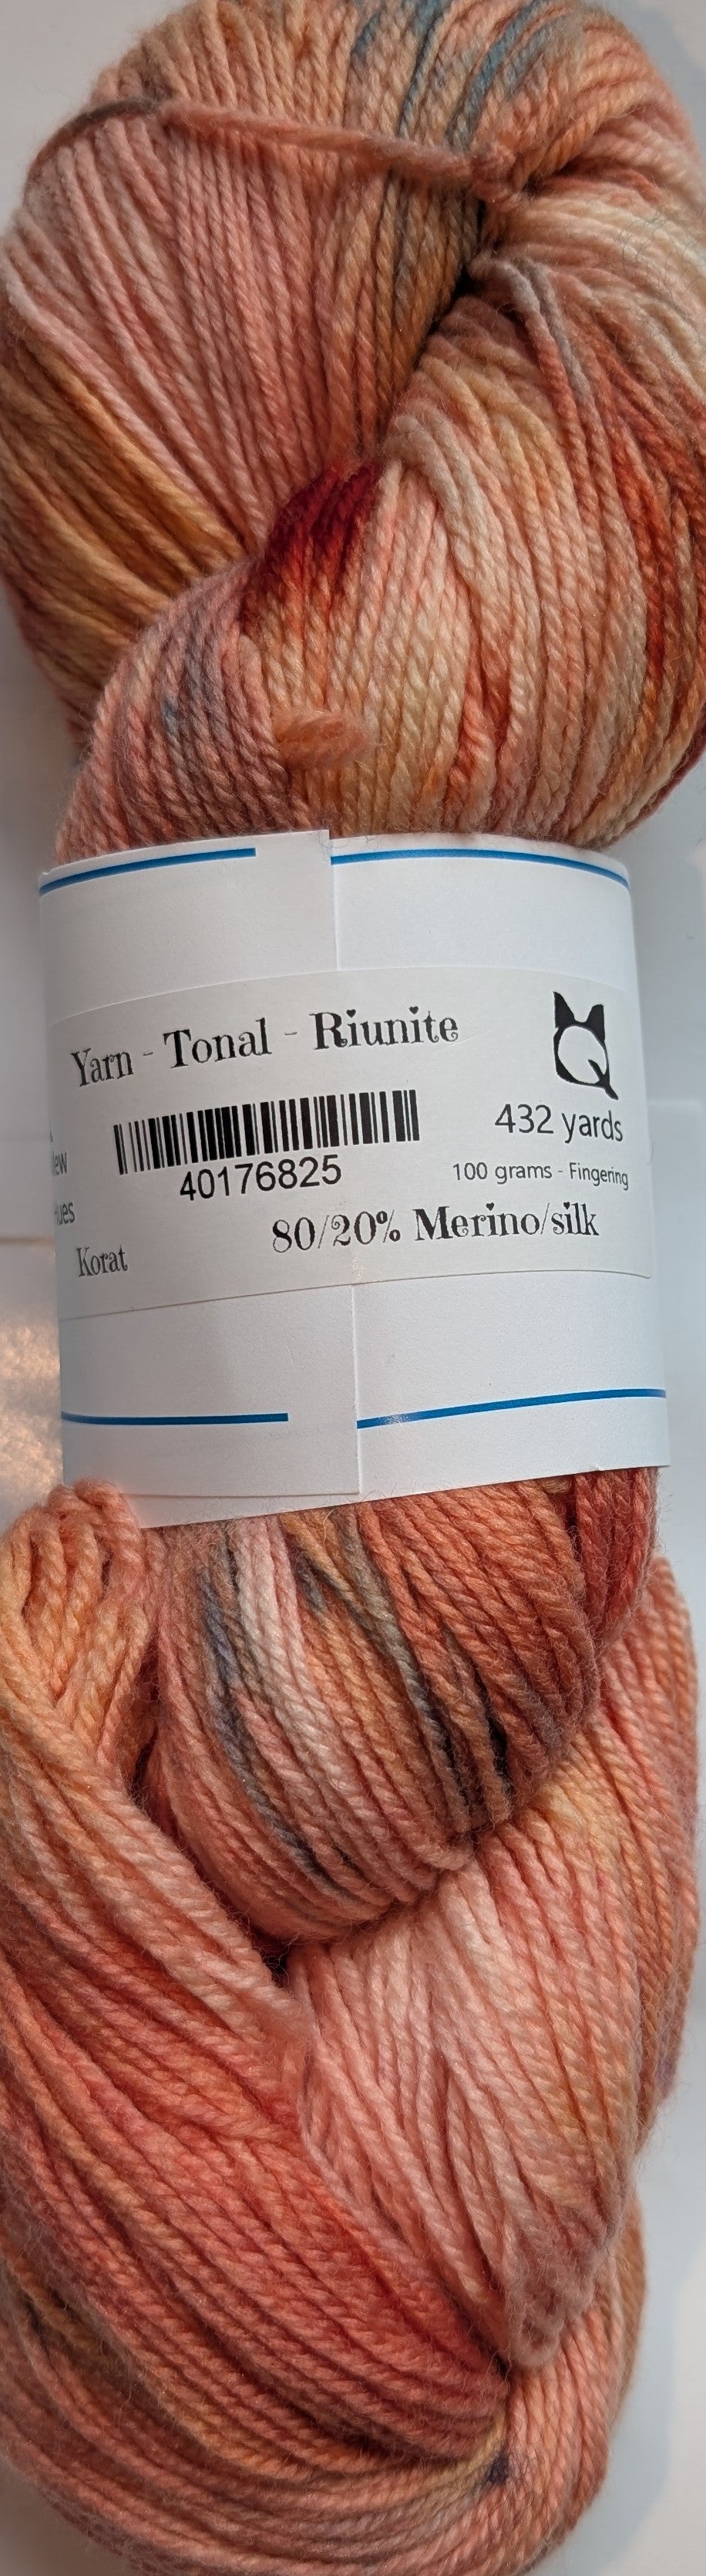 Yarn - Tonal - Riunite
432 yards
40176825
100 grams - Fingering
80/20% Merino/silk
Korat